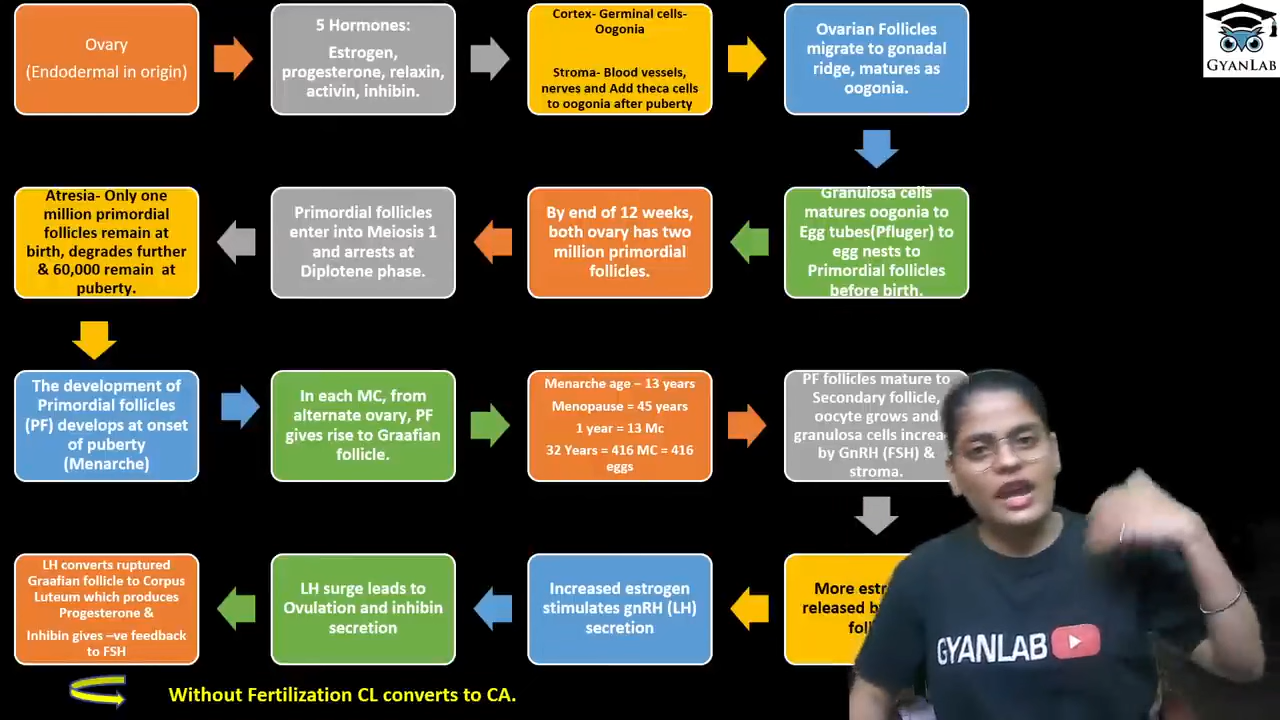 Ovary
(Endodermal in origin)
5 Hormones:
Estrogen,
progesterone, relaxin,
activin, inhibin.
Cortex- Germinal cells-
Oogonia
Stroma- Blood vessels,
nerves and Add theca cells
to oogonia after puberty
Ovarian Follicles
migrate to gonadal
ridge, matures as
oogonia.
GYANLAB
Granulosa cells
matures oogonia to
Egg tubes(Pfluger) to
egg nests to
Primordial follicles
before birth.
By end of 12 weeks,
both ovary has two
million primordial
follicles.
Primordial follicles
enter into Meiosis 1
and arrests at
Diplotene phase.
Atresia- Only one
million primordial
follicles remain at
birth, degrades further
& 60,000 remain at
puberty.
The development of
Primordial follicles
(PF) develops at onset
of puberty
(Menarche)
In each MC, from
alternate ovary, PF
gives rise to Graafian
follicle.
Menarche age – 13 years
Menopause = 45 years
1 year = 13 Mc
32 Years = 416 MC = 416
eggs
PF follicles mature to
Secondary follicle,
oocyte grows and
granulosa cells
by GnRH (FSH) &
stroma.
More
released
Increased estrogen
stimulates gnRH (LH)
secretion
LH surge leads to
Ovulation and inhibin
secretion
LH converts ruptured
Graafian follicle to Corpus
Luteum which produces
Progesterone &
Inhibin gives –ve feedback
to FSH
Without Fertilization CL converts to CA.
GYANLAB